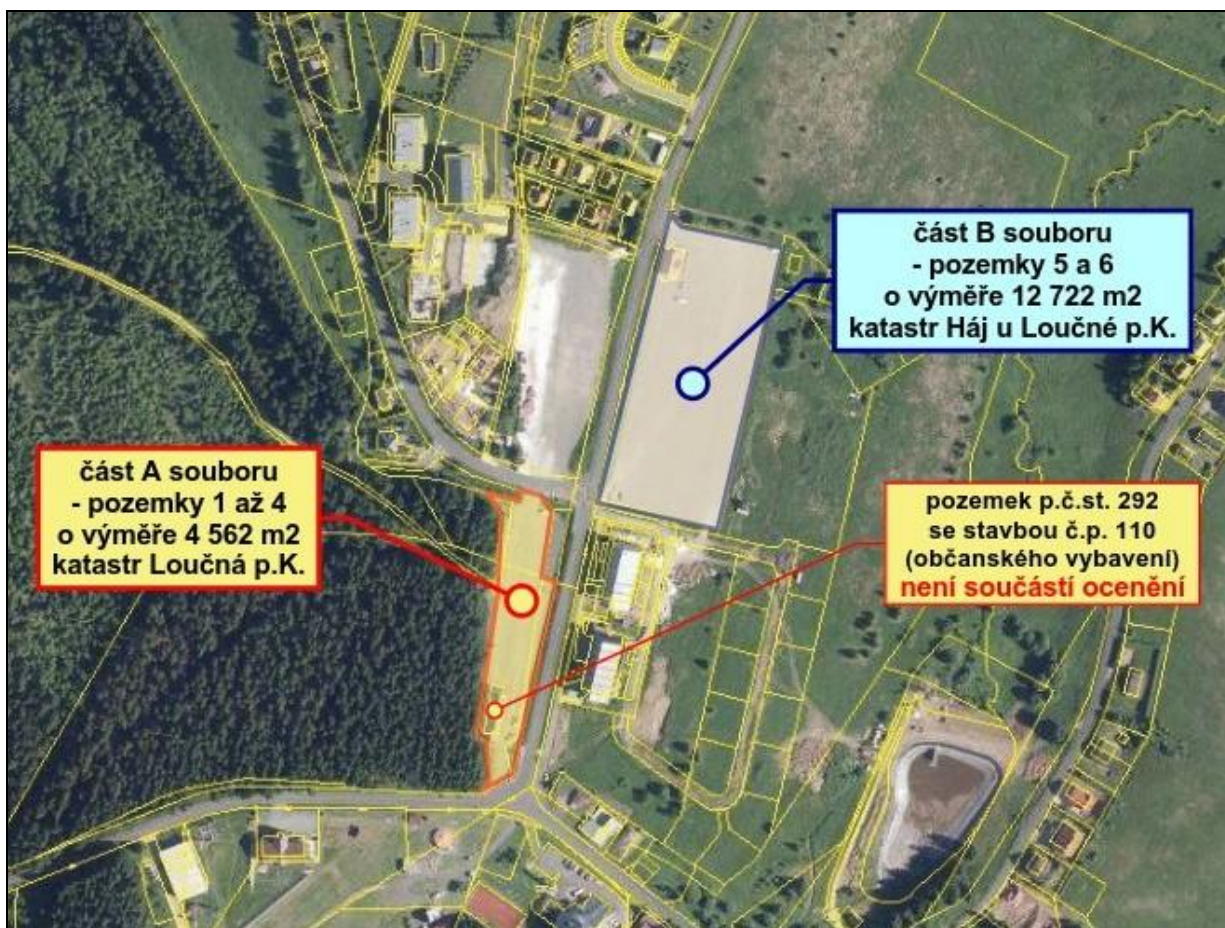 část B souboru
- pozemky 5 a 6
o výměře 12 722 m2
katastr Háj u Loučné p.K.
část A souboru
- pozemky 1 až 4
o výměře 4 562 m2
katastr Loučná p.K.
pozemek p.č.st. 292
se stavbou č.p. 110
(občanského vybavení)
není součástí ocenění